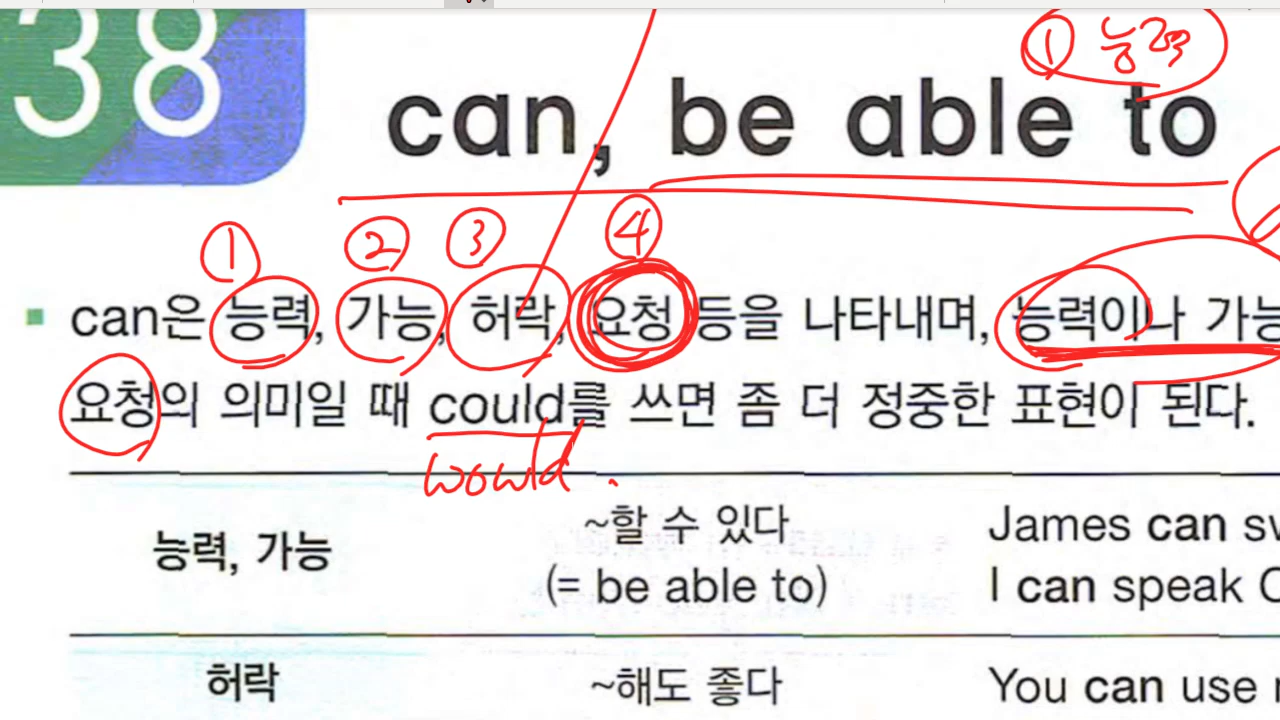 38
① 능력
can, be able to
① ② ③ ④
can은 능력, 가능, 허락, 요청 등을 나타내며, 능력이나 가능
요청의 의미일 때 could를 쓰면 좀 더 정중한 표현이 된다.
would.
능력, 가능 ~할 수 있다 James can sw
(= be able to) I can speak C
허락 ~해도 좋다 You can use